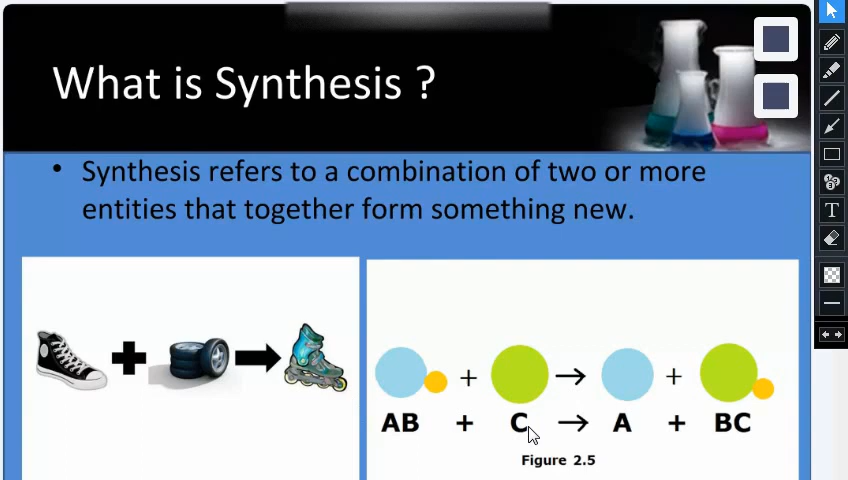 What is Synthesis ?
• Synthesis refers to a combination of two or more
entities that together form something new.
+ → + 
AB + C → A + BC
Figure 2.5
T